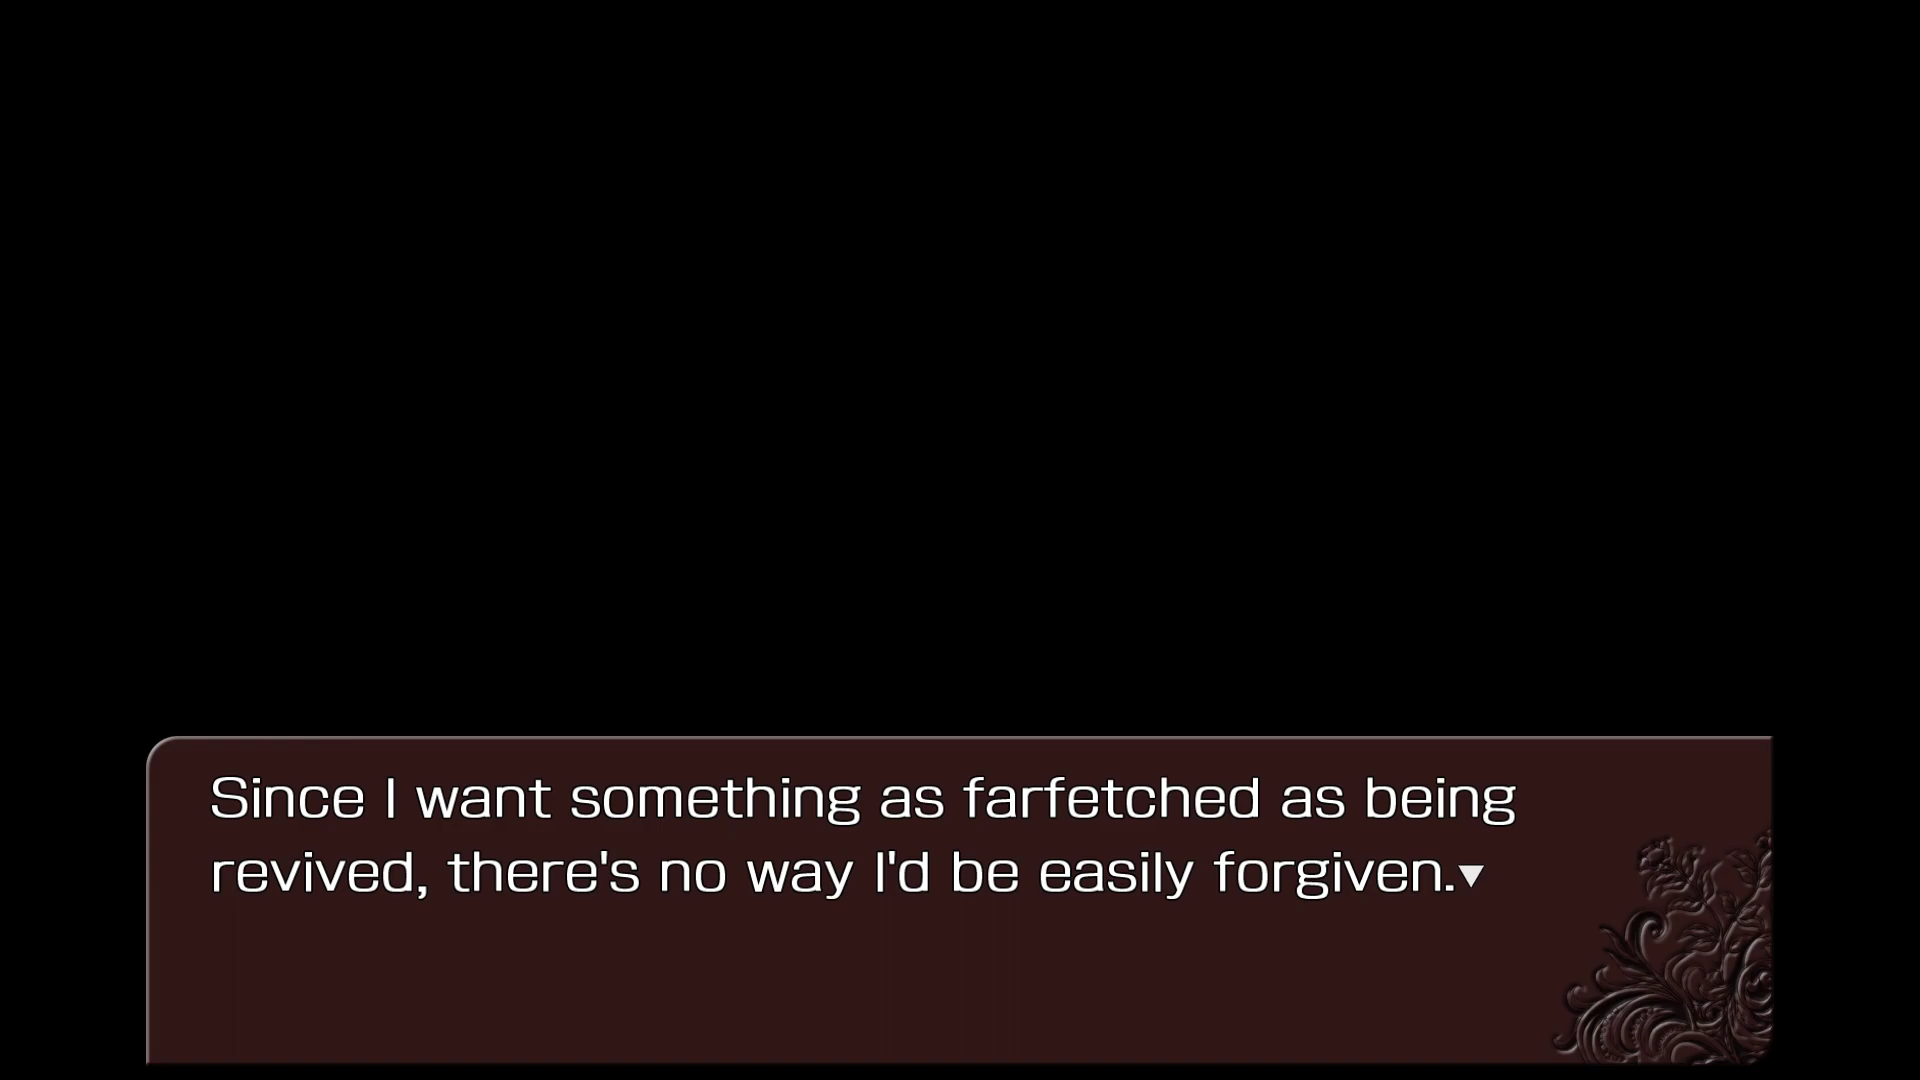 Since I want something as farfetched as being
revived, there's no way I'd be easily forgiven.